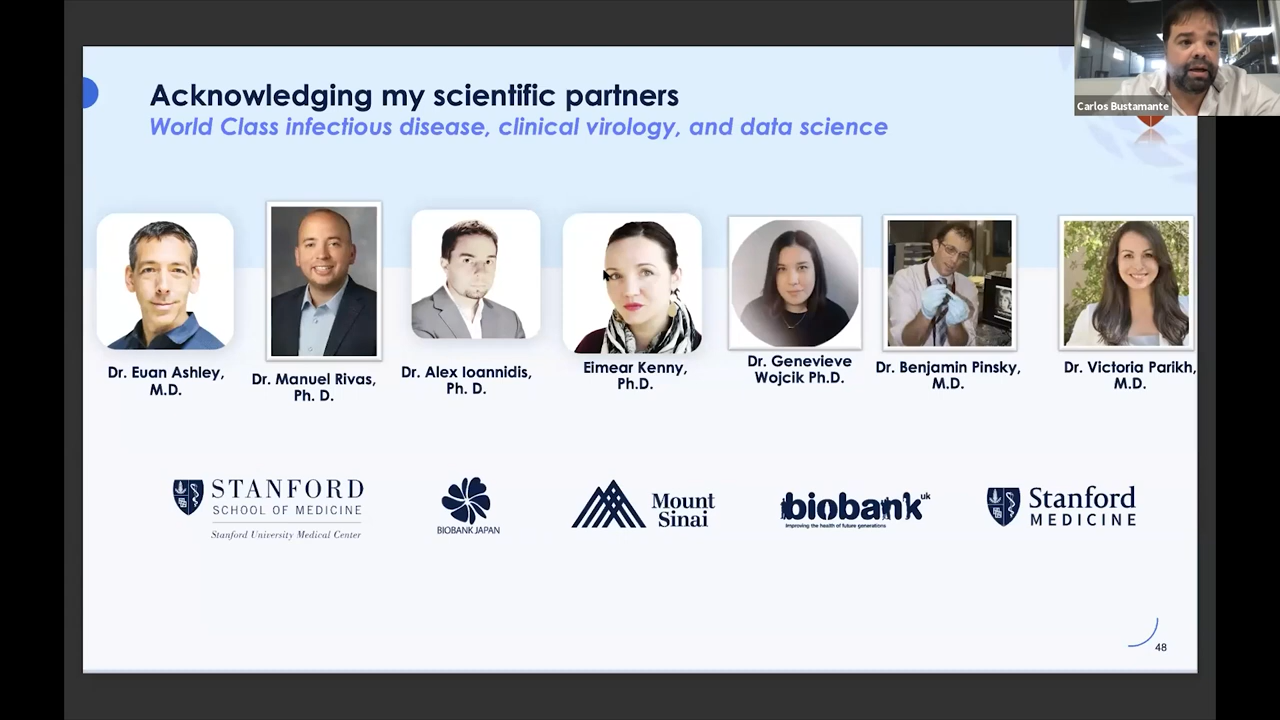 Acknowledging my scientific partners
World Class infectious disease, clinical virology, and data science
Carlos Bustamante
Dr. Euan Ashley,
M.D.
Dr. Manuel Rivas,
Ph. D.
Dr. Alex Ioannidis,
Ph. D.
Eimear Kenny,
Ph.D.
Dr. Genevieve
Wojcik Ph.D.
Dr. Benjamin Pinsky,
M.D.
Dr. Victoria Parikh,
M.D.
STANFORD
SCHOOL OF MEDICINE
Stanford University Medical Center
BIOBANK JAPAN
Mount
Sinai
biobank uk
Improving the health of future generations
Stanford
MEDICINE
48